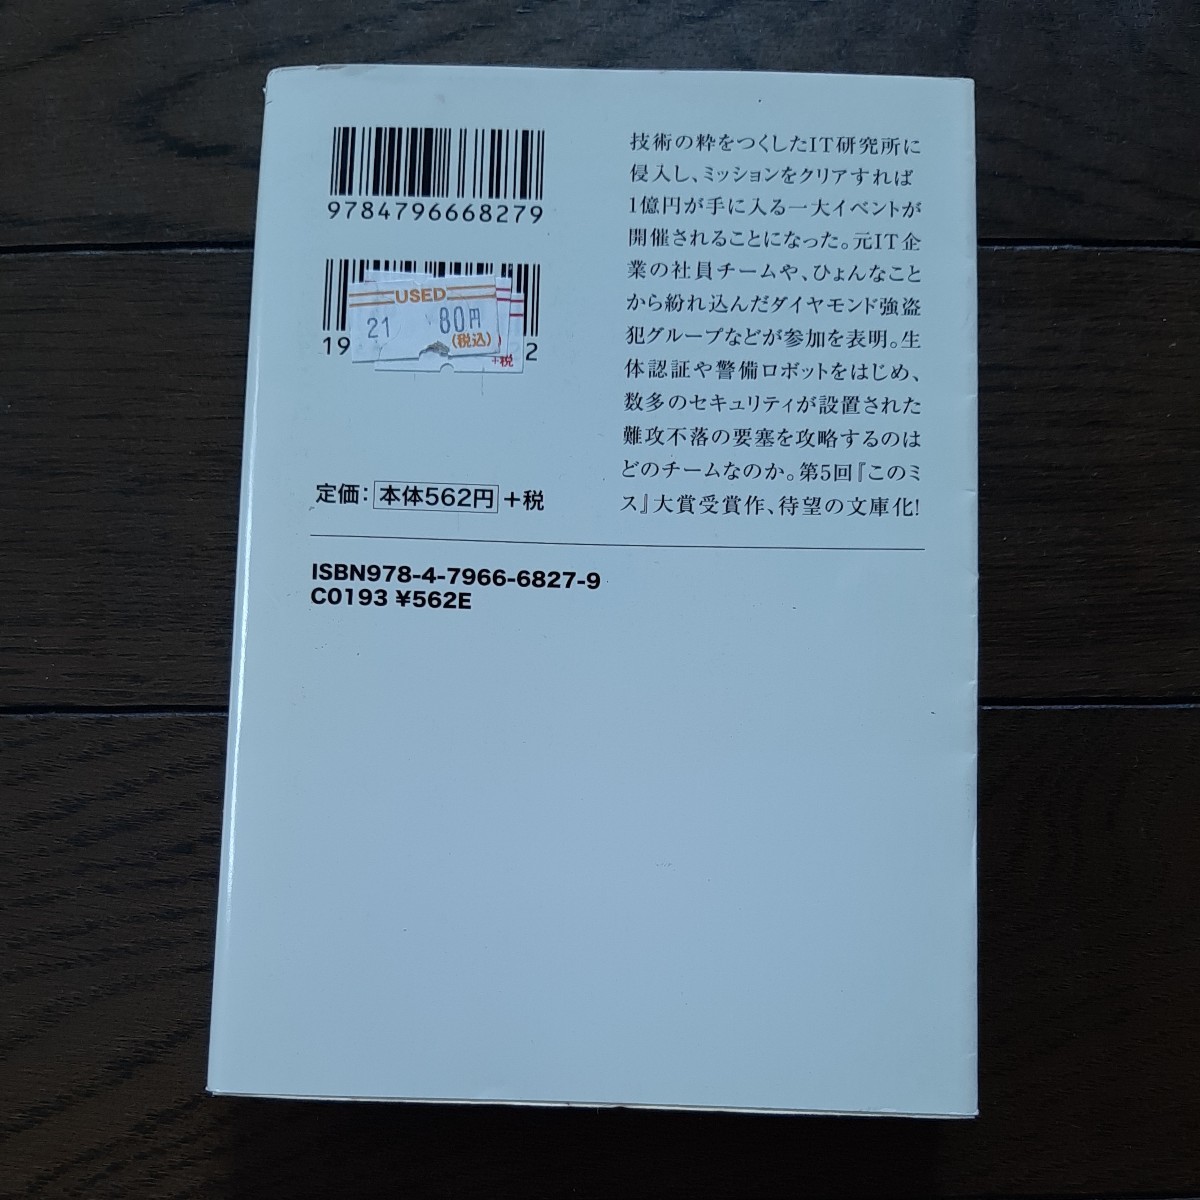 9784796668279
USED
21
80円
(税込)
+税
19
2
定価: 本体562円 +税
技術の粋をつくしたIT研究所に
侵入し、ミッションをクリアすれば
1億円が手に入る一大イベントが
開催されることになった。元IT企
業の社員チームや、ひょんなこと
から紛れ込んだダイヤモンド強盗
犯グループなどが参加を表明。生
体認証や警備ロボットをはじめ、
数多のセキュリティが設置された
難攻不落の要塞を攻略するのは
どのチームなのか。第5回『このミ
ス』大賞受賞作、待望の文庫化!
ISBN978-4-7966-6827-9
C0193 ¥562E